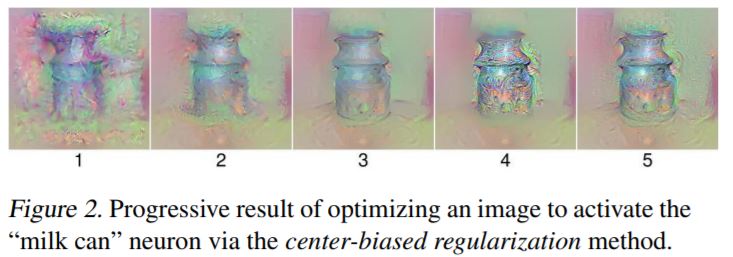 1 2 3 4 5
Figure 2. Progressive result of optimizing an image to activate the
“milk can” neuron via the center-biased regularization method.